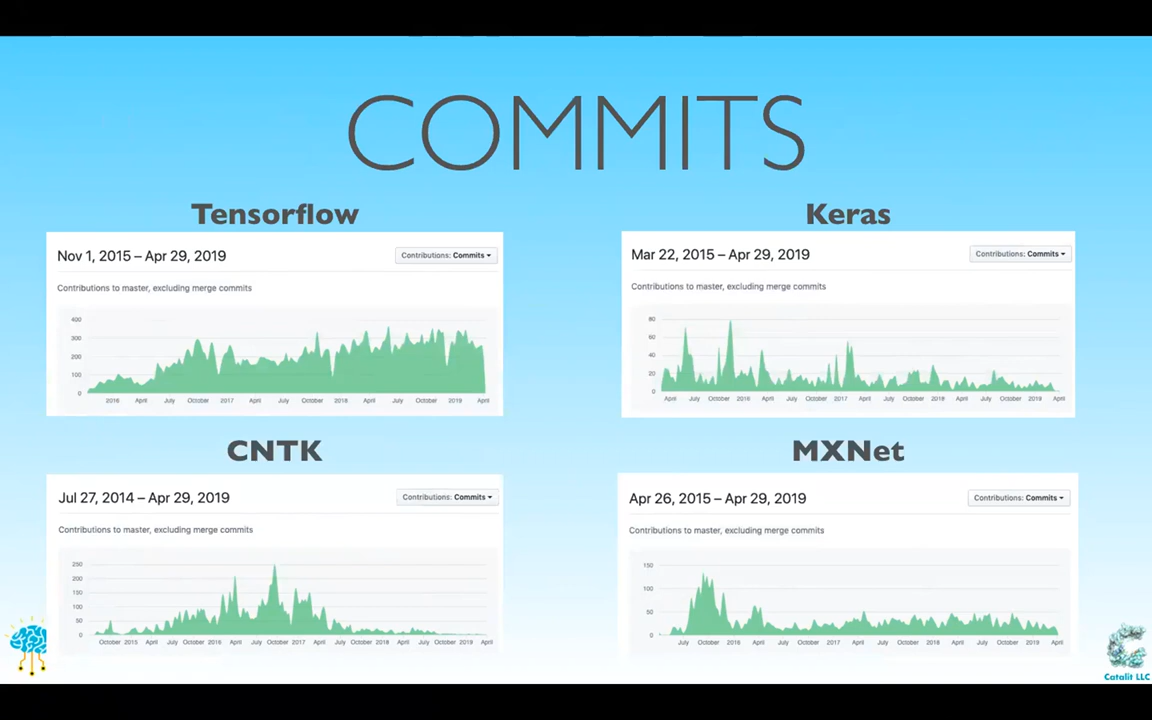 COMMITS
Tensorflow
Nov 1, 2015 – Apr 29, 2019
Contributions: Commits
Contributions to master, excluding merge commits
400
300
200
100
0
2016 April July October 2017 April July October 2018 April July October 2019 April
Keras
Mar 22, 2015 – Apr 29, 2019
Contributions: Commits
Contributions to master, excluding merge commits
80
60
40
20
0
April July October 2016 April July October 2017 April July October 2018 April July October 2019 April
CNTK
Jul 27, 2014 – Apr 29, 2019
Contributions: Commits
Contributions to master, excluding merge commits
250
200
150
100
50
0
October 2015 April July October 2016 April July October 2017 April July October 2018 April July October 2019 April
MXNet
Apr 26, 2015 – Apr 29, 2019
Contributions: Commits
Contributions to master, excluding merge commits
150
100
50
0
July October 2016 April July October 2017 April July October 2018 April July October 2019 April
Catalit LLC